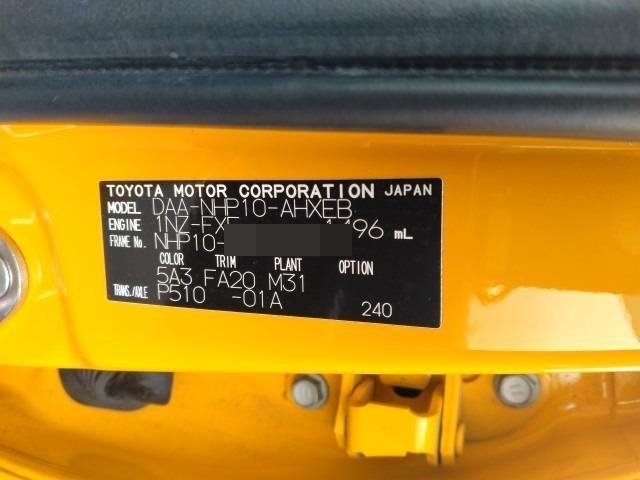 TOYOTA MOTOR CORPORATION JAPAN
MODEL DAA-NHP10-AHXEB
ENGINE 1NZ-FX 496 mL
FRAME No. NHP10-
COLOR TRIM PLANT OPTION
5A3 FA20 M31
TRANS./AXLE P510 -01A
240